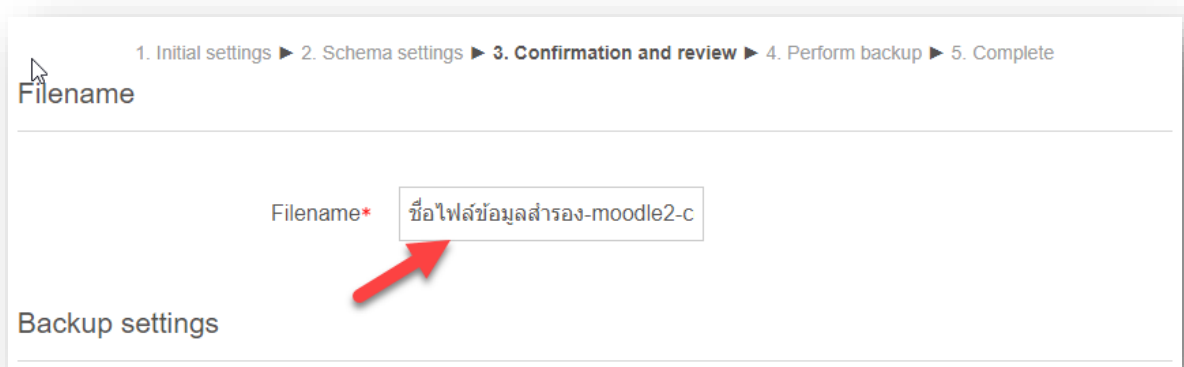 1. Initial settings ► 2. Schema settings ► 3. Confirmation and review ► 4. Perform backup ► 5. Complete
Filename
Filename* ชื่อไฟล์ข้อมูลสำรอง-moodle2-c
Backup settings